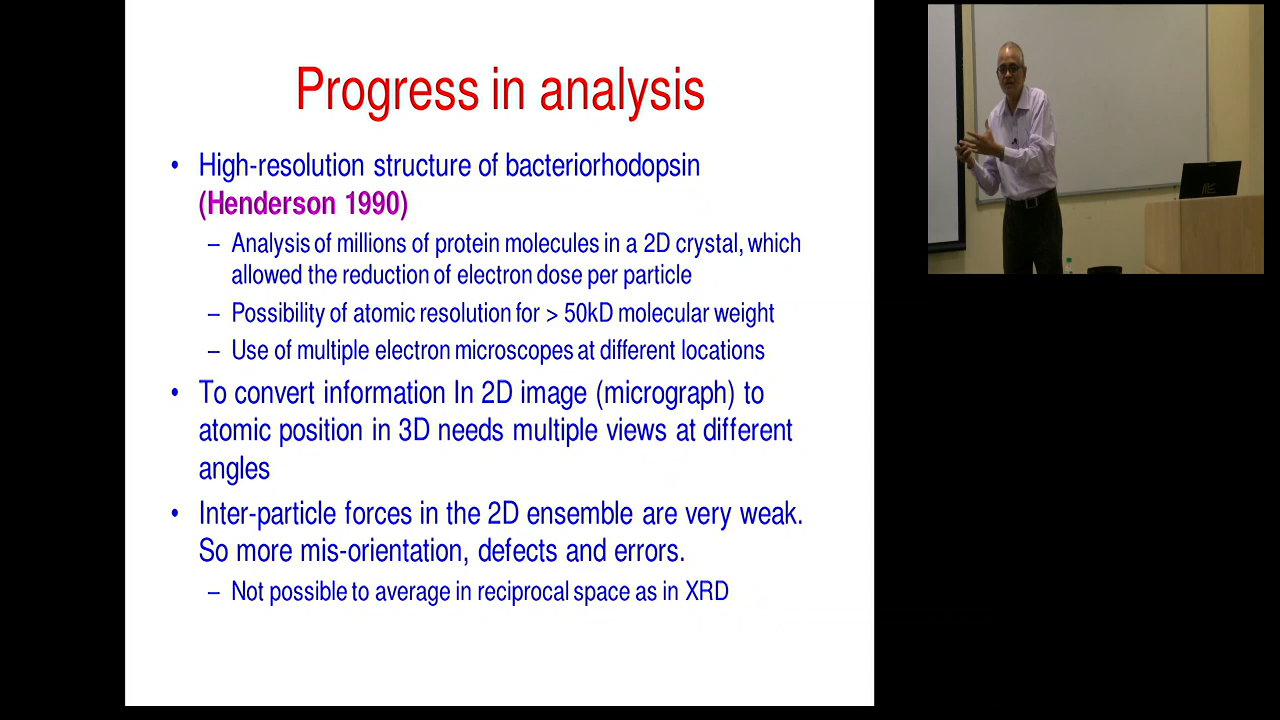 Progress in analysis
• High-resolution structure of bacteriorhodopsin
(Henderson 1990)
– Analysis of millions of protein molecules in a 2D crystal, which
allowed the reduction of electron dose per particle
– Possibility of atomic resolution for > 50kD molecular weight
– Use of multiple electron microscopes at different locations
• To convert information In 2D image (micrograph) to
atomic position in 3D needs multiple views at different
angles
• Inter-particle forces in the 2D ensemble are very weak.
So more mis-orientation, defects and errors.
– Not possible to average in reciprocal space as in XRD